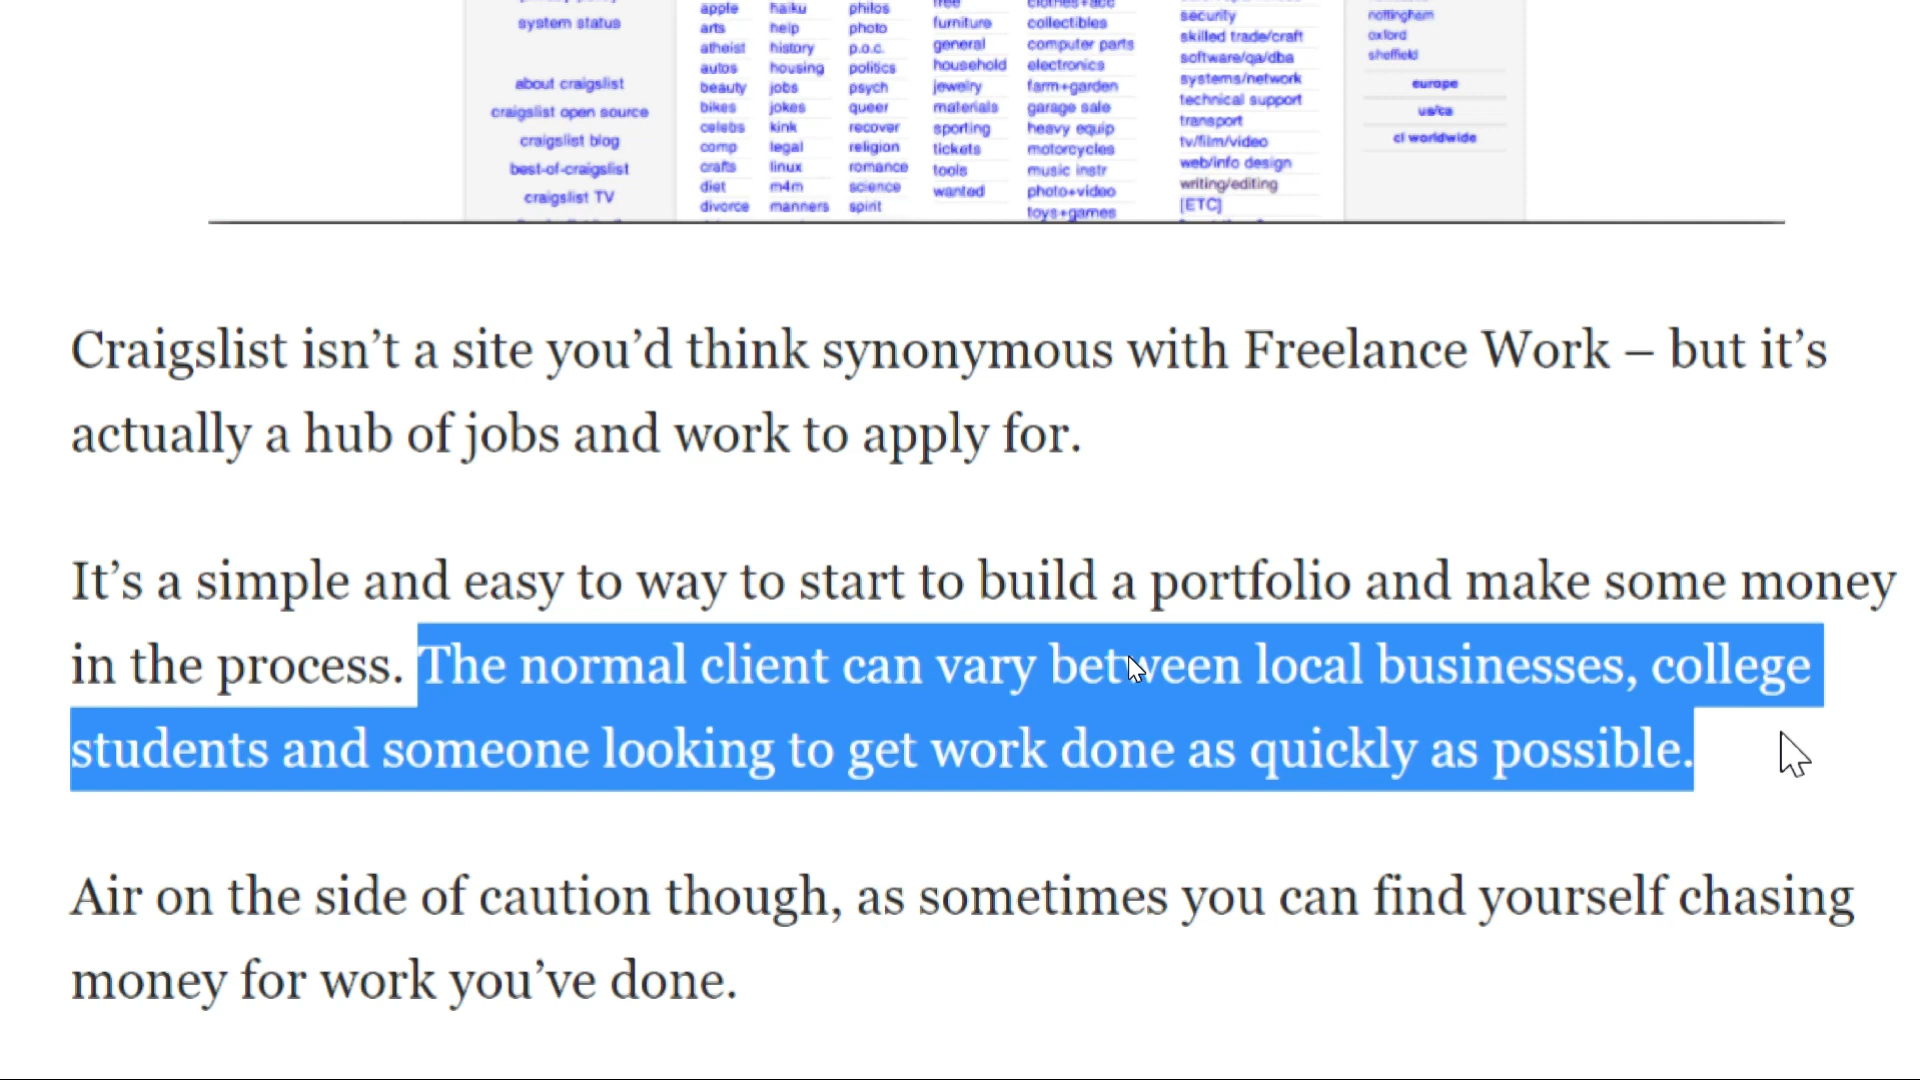 system status
about craigslist
craigslist open source
craigslist blog
best-of-craigslist
craigslist TV
apple haiku philos
arts help photo
atheist history p.o.c.
autos housing politics
beauty jobs psych
bikes jokes queer
celebs kink recover
comp legal religion
crafts linux romance
diet m4m science
divorce manners spirit
free
furniture
general
household
jewelry
materials
sporting
tickets
tools
wanted
clothes+acc
collectibles
computer parts
electronics
farm+garden
garage sale
heavy equip
motorcycles
music instr
photo+video
toys+games
security
skilled trade/craft
software/qa/dba
systems/network
technical support
transport
tv/film/video
web/info design
writing/editing
[ETC]
nottingham
oxford
sheffield
europe
us/ca
cl worldwide
Craigslist isn’t a site you’d think synonymous with Freelance Work – but it’s
actually a hub of jobs and work to apply for.
It’s a simple and easy to way to start to build a portfolio and make some money
in the process. The normal client can vary between local businesses, college
students and someone looking to get work done as quickly as possible.
Air on the side of caution though, as sometimes you can find yourself chasing
money for work you’ve done.